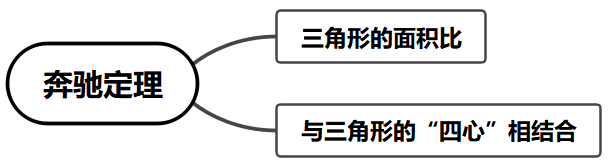 三角形的面积比
奔驰定理
与三角形的“四心”相结合